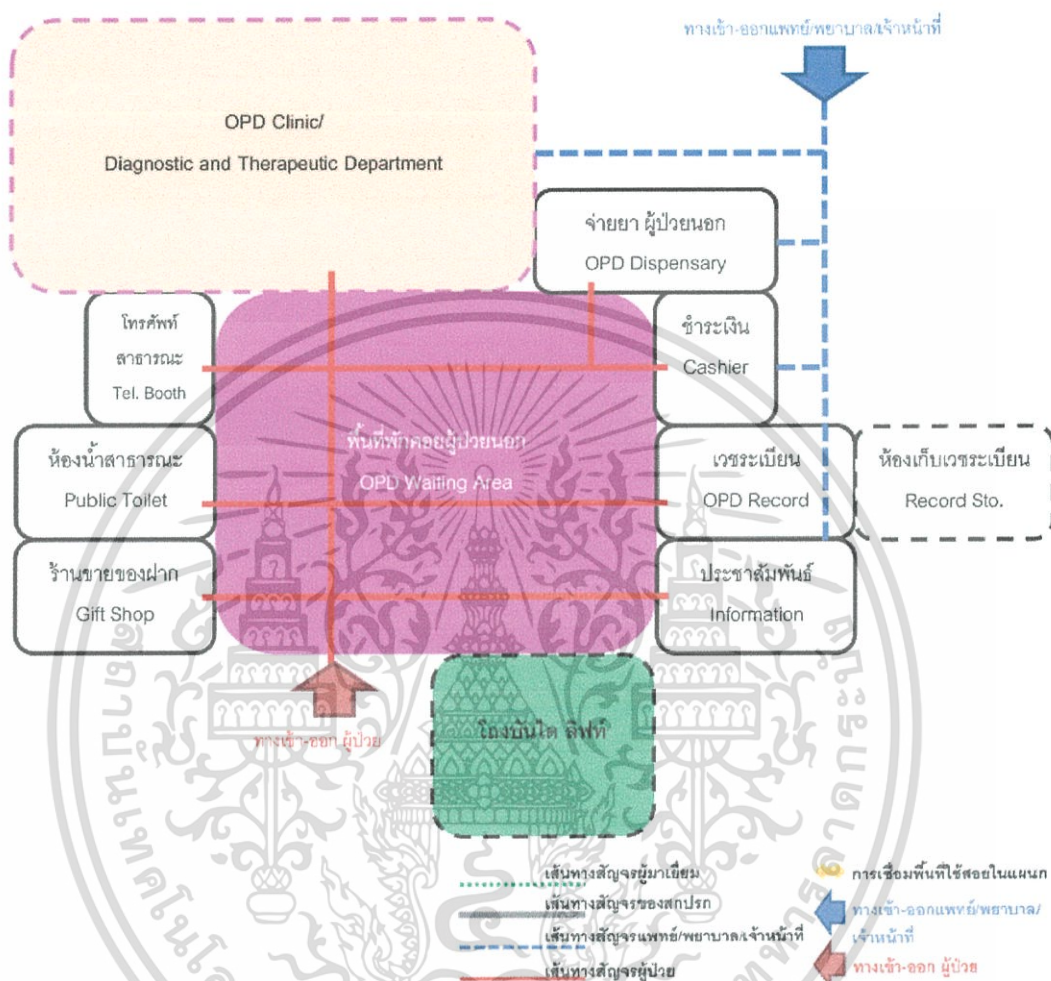 ทางเข้า-ออกแพทย์/พยาบาล/เจ้าหน้าที่
OPD Clinic/
Diagnostic and Therapeutic Department
จ่ายยา ผู้ป่วยนอก
OPD Dispensary
โทรศัพท์
สาธารณะ
Tel. Booth
ชำระเงิน
Cashier
พื้นที่พักคอยผู้ป่วยนอก
OPD Waiting Area
ห้องน้ำสาธารณะ
Public Toilet
เวชระเบียน
OPD Record
ห้องเก็บเวชระเบียน
Record Sto.
ร้านขายของฝาก
Gift Shop
ประชาสัมพันธ์
Information
ทางเข้า-ออก ผู้ป่วย
โถงบันได ลิฟท์
เส้นทางสัญจรผู้มาเยี่ยม
เส้นทางสัญจรของสกปรก
เส้นทางสัญจรแพทย์/พยาบาล/เจ้าหน้าที่
เส้นทางสัญจรผู้ป่วย
การเชื่อมพื้นที่ใช้สอยในแผนก
ทางเข้า-ออกแพทย์/พยาบาล/
เจ้าหน้าที่
ทางเข้า-ออก ผู้ป่วย